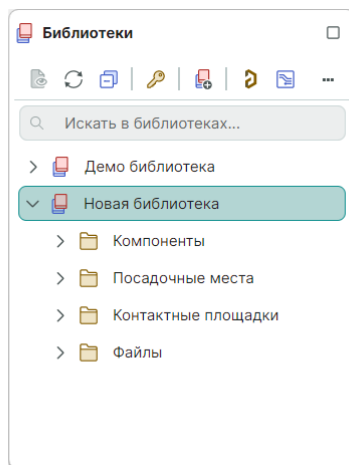 Библиотеки
Искать в библиотеках...
Демо библиотека
Новая библиотека
Компоненты
Посадочные места
Контактные площадки
Файлы